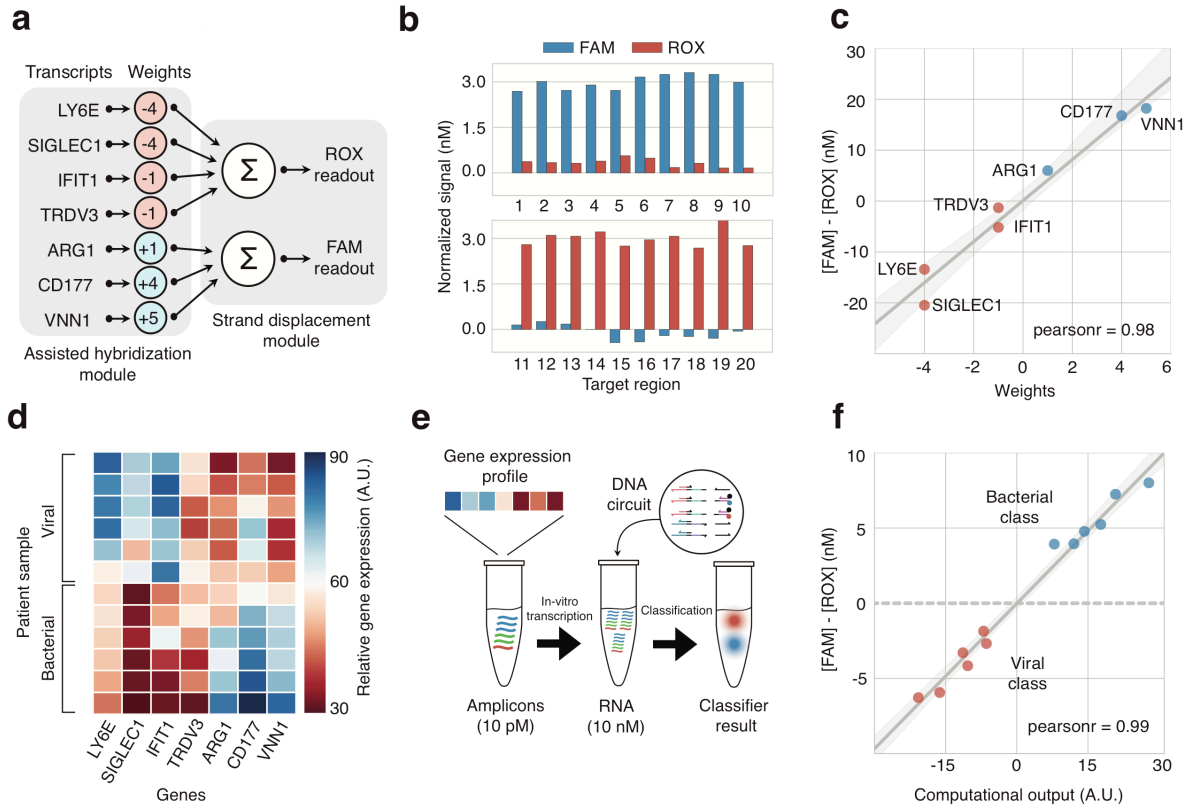 a
Transcripts Weights
LY6E -4
SIGLEC1 -4
IFIT1 -1
TRDV3 -1
ARG1 +1
CD177 +4
VNN1 +5
Σ
ROX
readout
Σ
FAM
readout
Assisted hybridization
module
Strand displacement
module
b
FAM ROX
Normalized signal (nM)
3.0
1.5
0.0
1 2 3 4 5 6 7 8 9 10
3.0
1.5
0.0
11 12 13 14 15 16 17 18 19 20
Target region
c
[FAM] - [ROX] (nM)
30
20
10
0
-10
-20
CD177
VNN1
ARG1
TRDV3
IFIT1
LY6E
SIGLEC1
pearsonr = 0.98
-4 -2 0 2 4 6
Weights
d
Patient sample
Viral
Bacterial
90
60
30
Relative gene expression (A.U.)
LY6E SIGLEC1 IFIT1 TRDV3 ARG1 CD177 VNN1
Genes
e
Gene expression
profile
DNA
circuit
In-vitro
transcription
Classification
Amplicons
(10 pM)
RNA
(10 nM)
Classifier
result
f
[FAM] - [ROX] (nM)
10
5
0
-5
Bacterial
class
Viral
class
pearsonr = 0.99
-15 0 15 30
Computational output (A.U.)